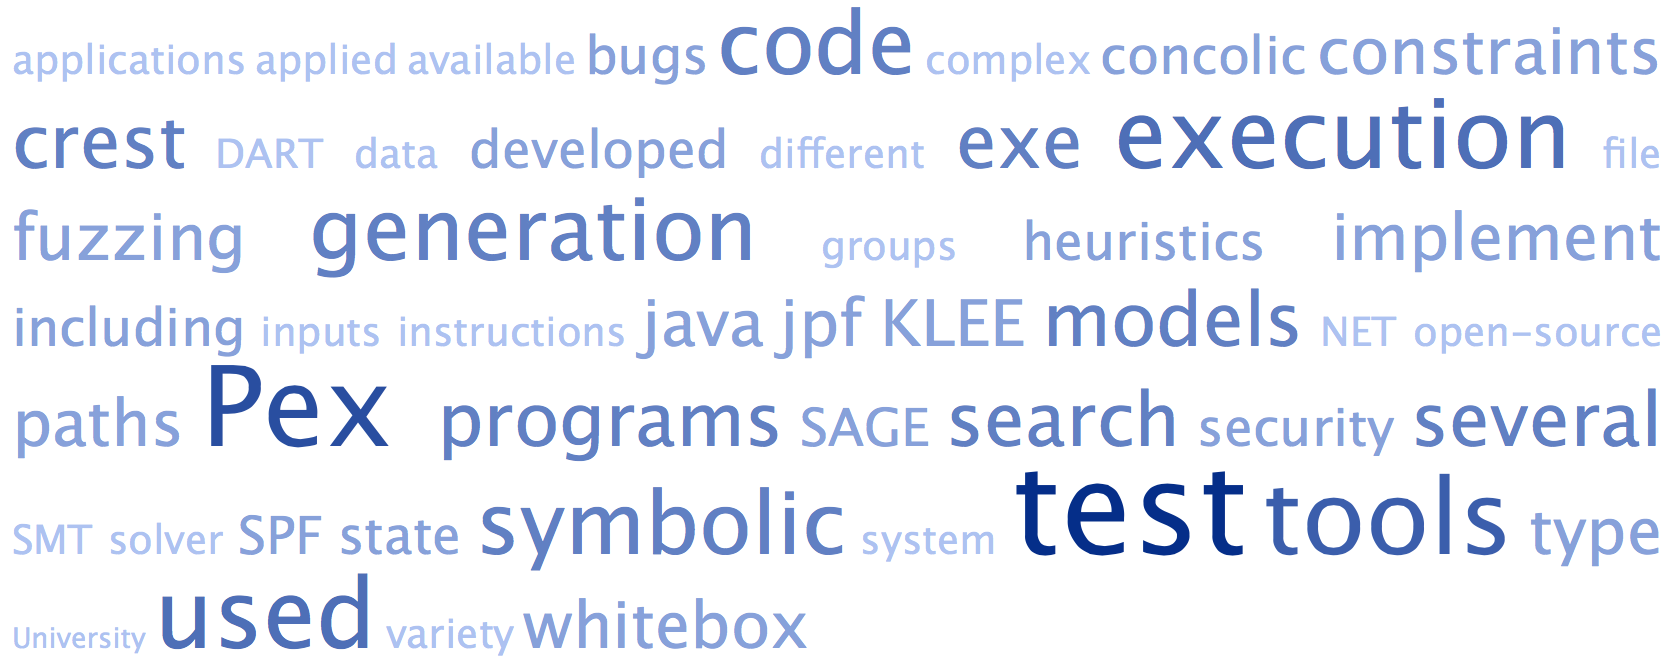 applications applied available bugs code complex concolic constraints
crest DART data developed different exe execution file
fuzzing generation groups heuristics implement
including inputs instructions java jpf KLEE models NET open-source
paths Pex programs SAGE search security several
SMT solver SPF state symbolic system test tools type
University used variety whitebox